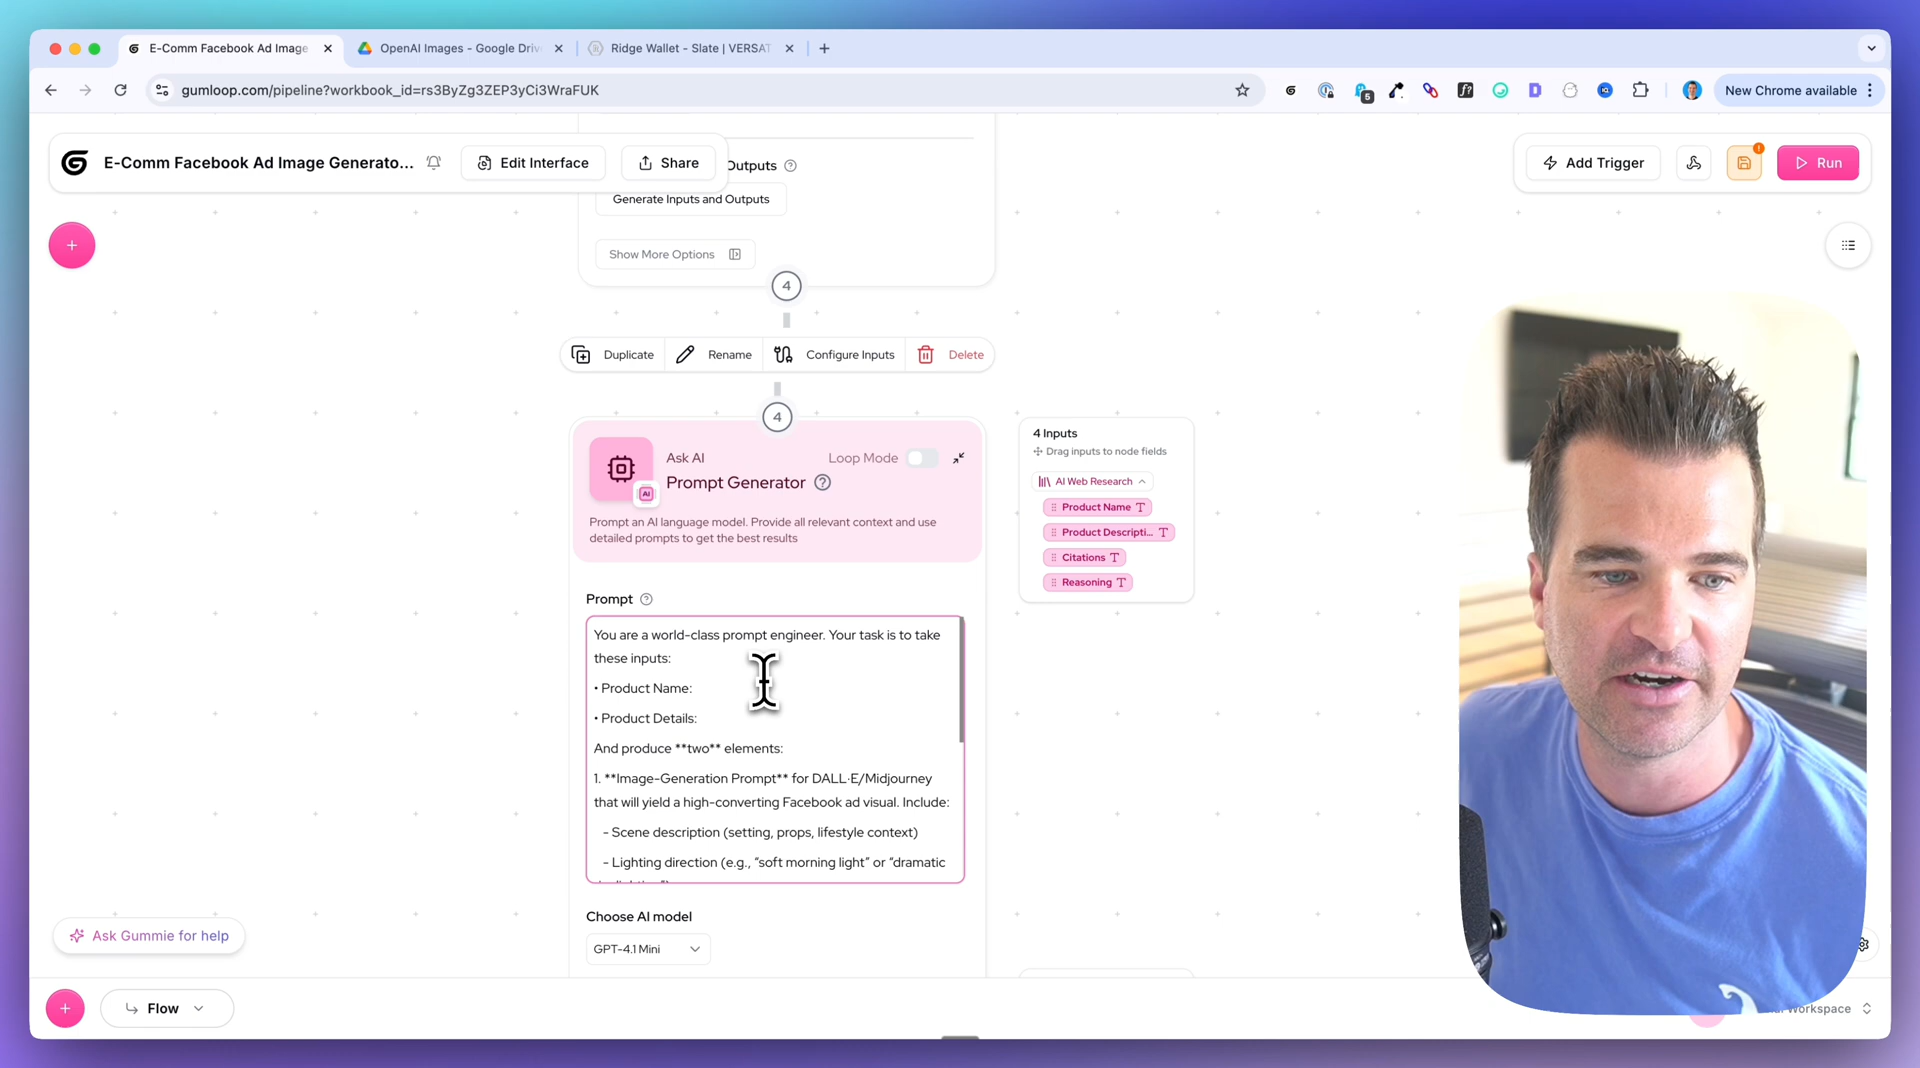 E-Comm Facebook Ad Image
OpenAI Images - Google Driv
Ridge Wallet - Slate | VERSAT
gumloop.com/pipeline?workbook_id=rs3ByZg3ZEP3yCi3WraFUK
5
f?
D
New Chrome available
E-Comm Facebook Ad Image Generato...
Edit Interface
Share
Outputs
Add Trigger
Run
Generate Inputs and Outputs
Show More Options
4
Duplicate
Rename
Configure Inputs
Delete
4
Ask AI
Loop Mode
Prompt Generator
AI
Prompt an AI language model. Provide all relevant context and use
detailed prompts to get the best results
4 Inputs
Drag inputs to node fields
AI Web Research
Product Name
Product Descripti...
Citations
Reasoning
Prompt
You are a world-class prompt engineer. Your task is to take
these inputs:
• Product Name:
• Product Details:
And produce **two** elements:
1. **Image-Generation Prompt** for DALL·E/Midjourney
that will yield a high-converting Facebook ad visual. Include:
- Scene description (setting, props, lifestyle context)
- Lighting direction (e.g., “soft morning light” or “dramatic
Choose AI model
GPT-4.1 Mini
Ask Gummie for help
Flow
Workspace